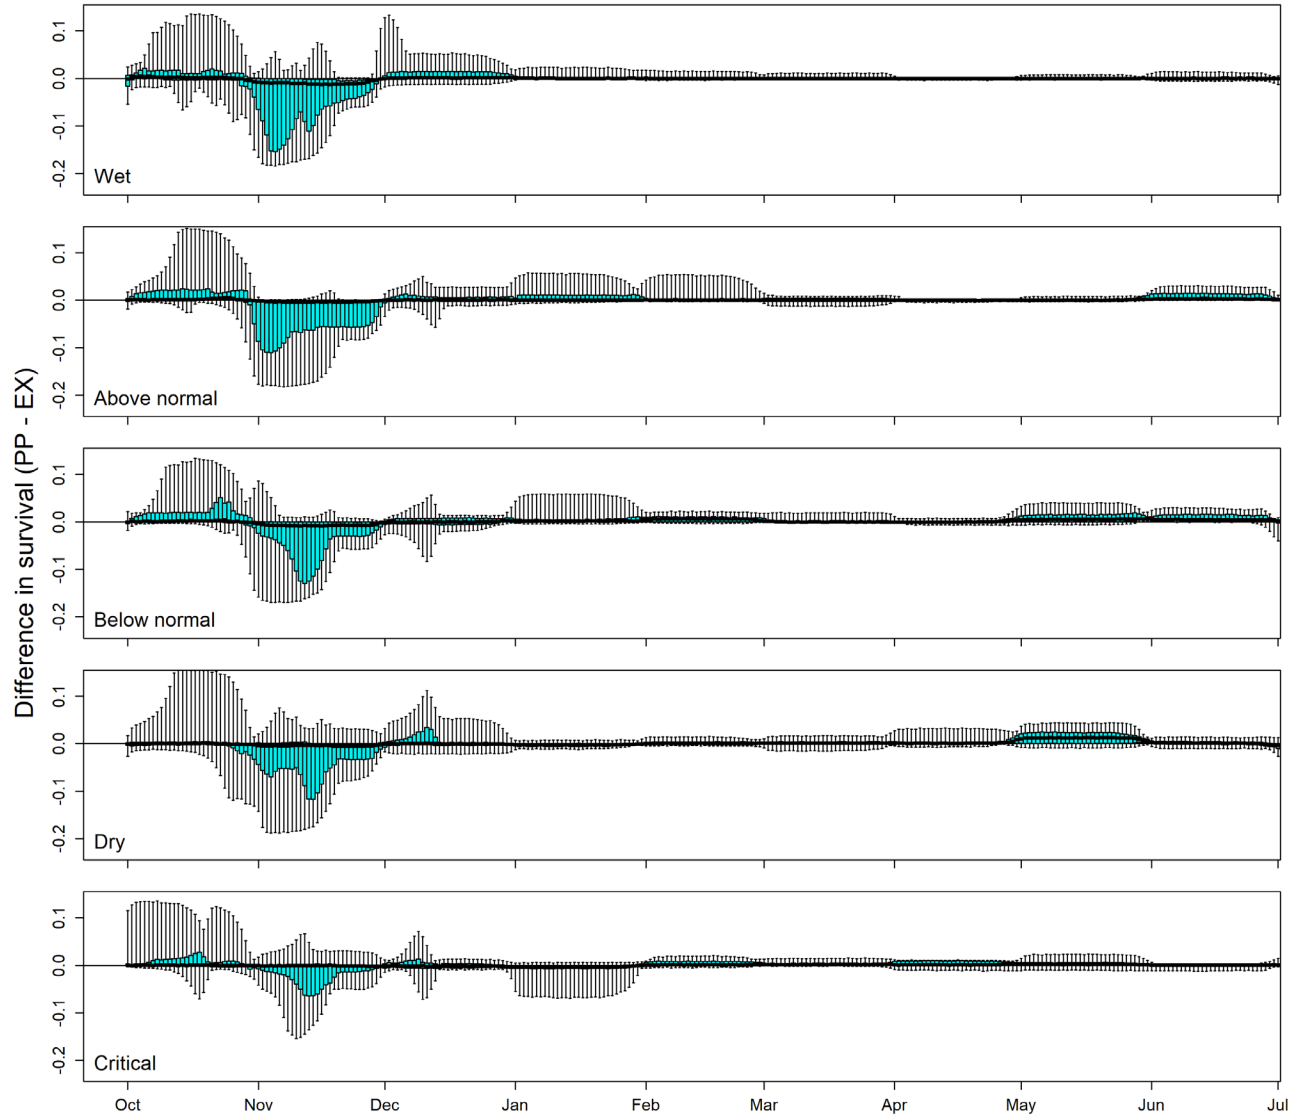 Difference in survival (PP - EX)
0.1
0.0
-0.1
-0.2
Wet
0.1
0.0
-0.1
-0.2
Above normal
0.1
0.0
-0.1
-0.2
Below normal
0.1
0.0
-0.1
-0.2
Dry
0.1
0.0
-0.1
-0.2
Critical
Oct Nov Dec Jan Feb Mar Apr May Jun Jul